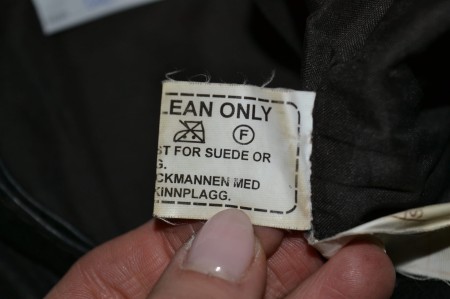 LEAN ONLY
F
ST FOR SUEDE OR
G.
CKMANNEN MED
KINNPLAGG.